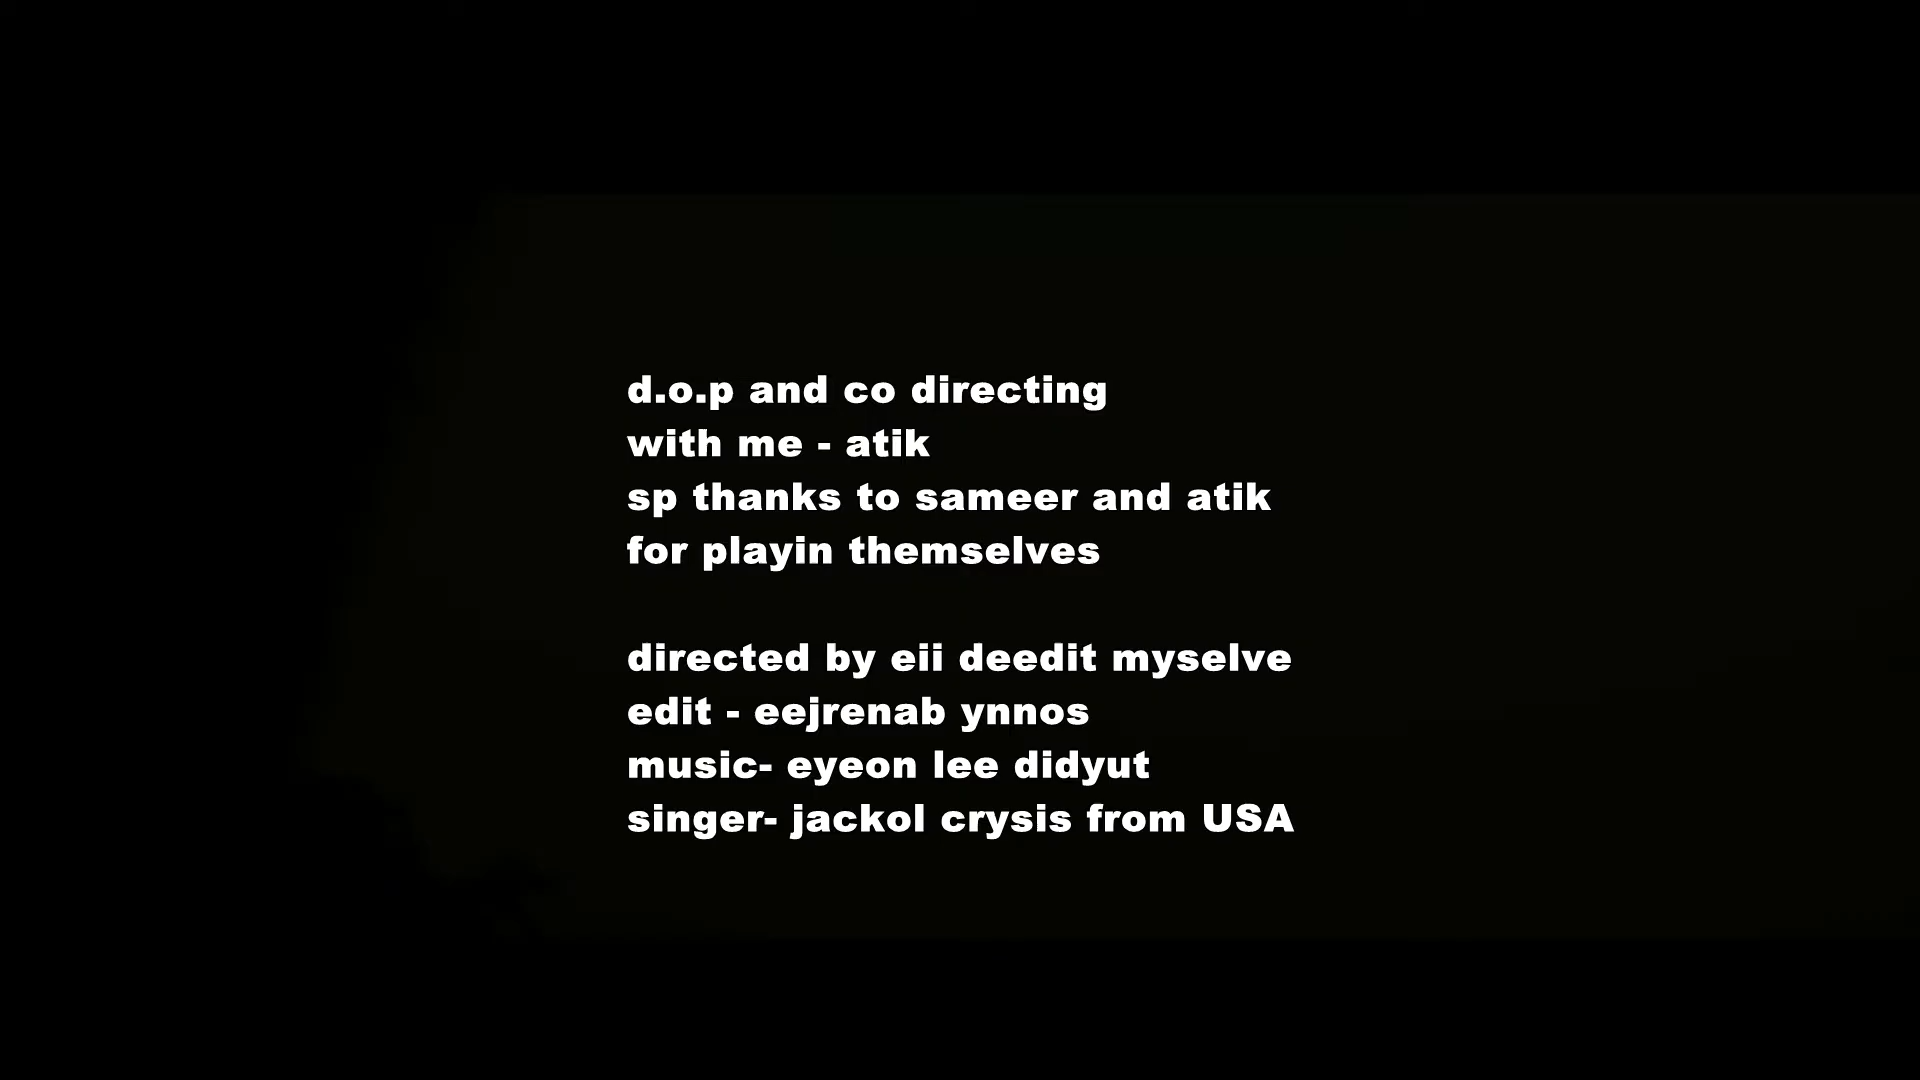 d.o.p and co directing
with me - atik
sp thanks to sameer and atik
for playin themselves
directed by eii deedit myselve
edit - eejrenab ynnos
music- eyeon lee didyut
singer- jackol crysis from USA